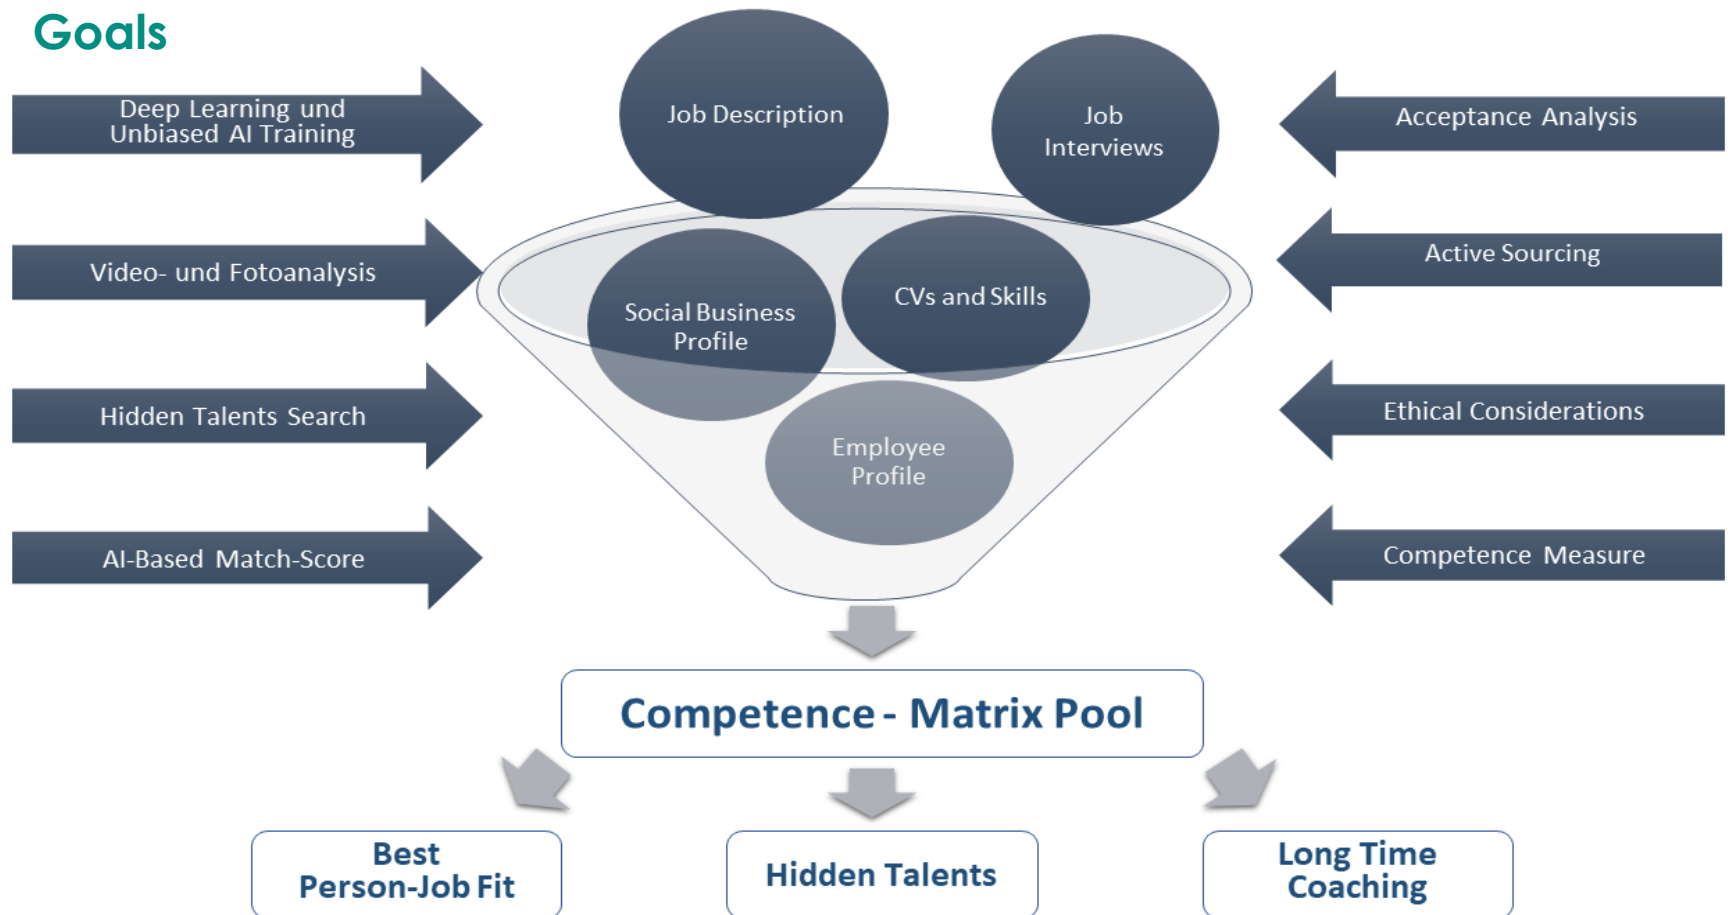 Goals
Deep Learning und
Unbiased AI Training
Video- und Fotoanalysis
Hidden Talents Search
AI-Based Match-Score
Job Description
Job
Interviews
Social Business
Profile
CVs and Skills
Employee
Profile
Acceptance Analysis
Active Sourcing
Ethical Considerations
Competence Measure
Competence - Matrix Pool
Best
Person-Job Fit
Hidden Talents
Long Time
Coaching